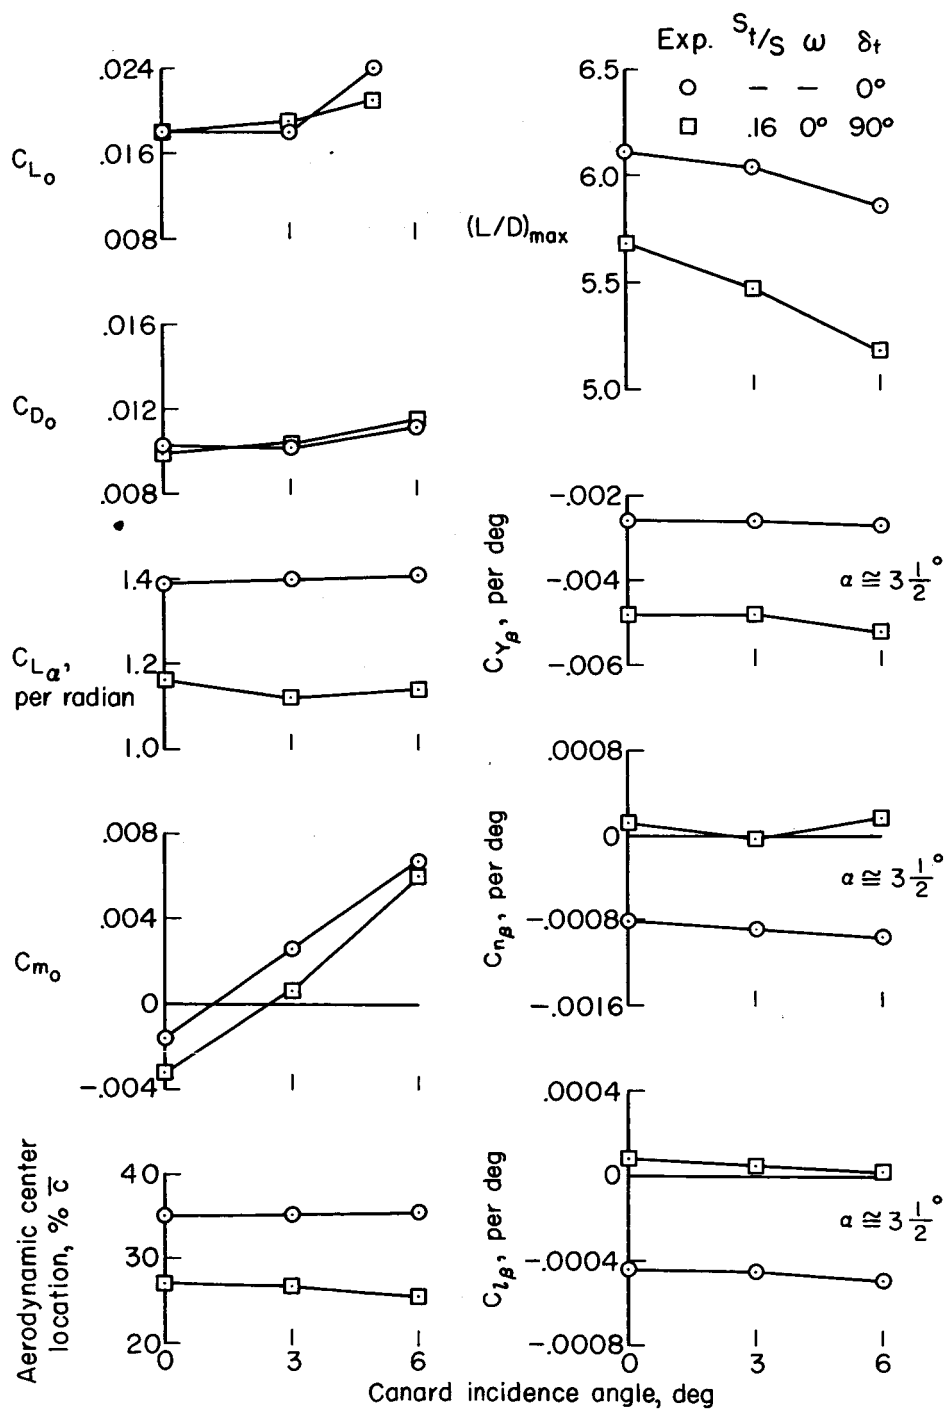 Exp. St/S ω δt
– – 0°
.16 0° 90°
.024
.016
008
CLo
6.5
6.0
5.5
5.0
(L/D)max
.016
.012
.008
CDo
-.002
-.004
-.006
CYβ, per deg
α ≅ 3 1/2°
1.4
1.2
1.0
CLα,
per radian
.0008
0
-.0008
-.0016
Cnβ, per deg
α ≅ 3 1/2°
.008
.004
0
-.004
Cmo
.0004
0
-.0004
-.0008
Clβ, per deg
α ≅ 3 1/2°
40
30
20
Aerodynamic center
location, % c̅
0 3 6
0 3 6
Canard incidence angle, deg